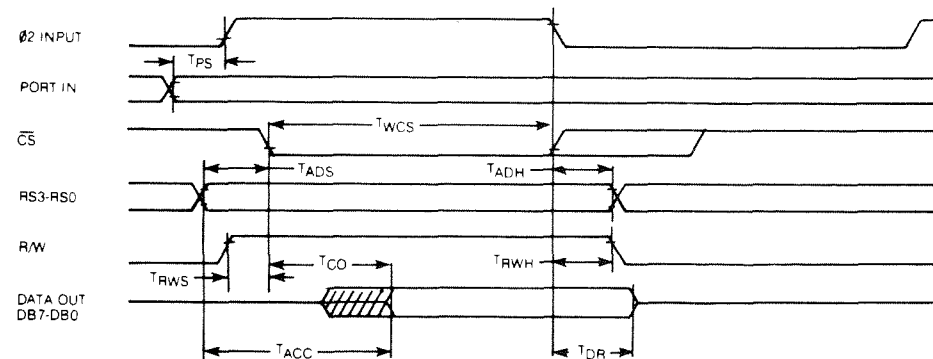 Ø2 INPUT
TPS
PORT IN
CS
TWCS
TADS
TADH
RS3-RS0
R/W
TRWS
TCO
TRWH
DATA OUT
DB7-DB0
TACC
TDR